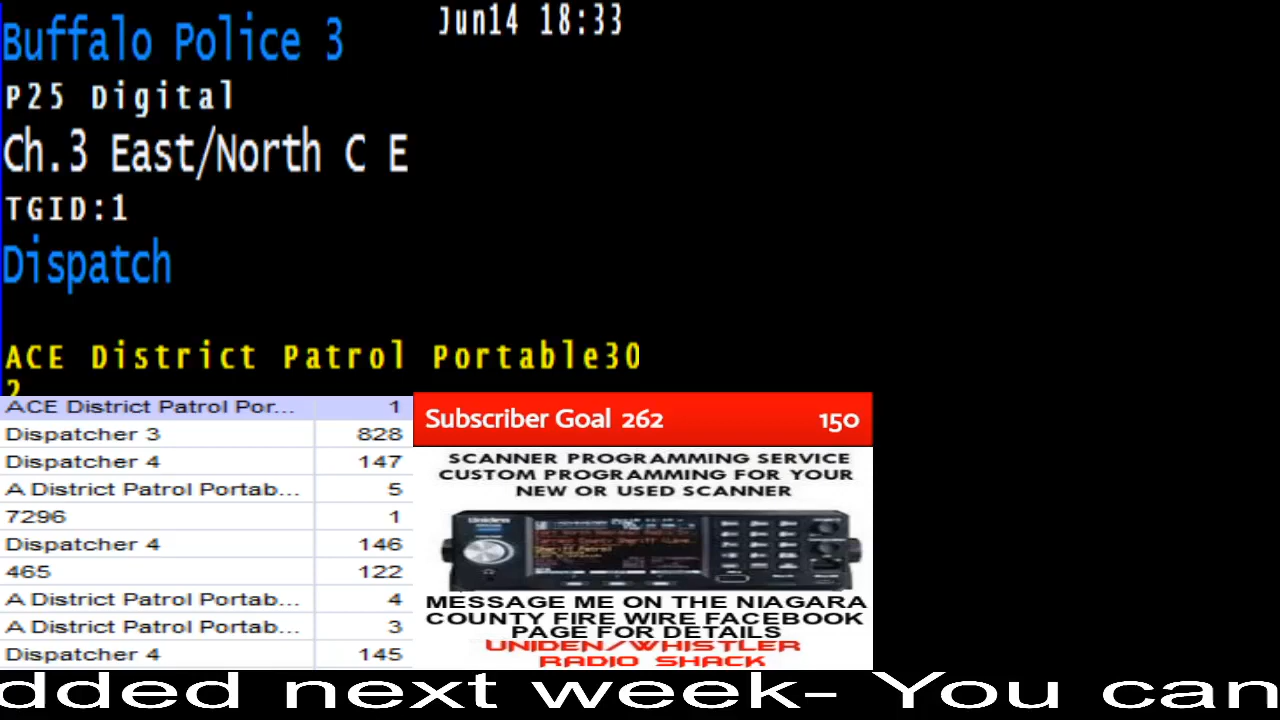 Buffalo Police 3
Jun14 18:33
P25 Digital
Ch.3 East/North C E
TGID:1
Dispatch
ACE District Patrol Portable30
2
ACE District Patrol Por... 1
Dispatcher 3 828
Dispatcher 4 147
A District Patrol Portab... 5
7296 1
Dispatcher 4 146
465 122
A District Patrol Portab... 4
A District Patrol Portab... 3
Dispatcher 4 145
Subscriber Goal 262 150
SCANNER PROGRAMMING SERVICE
CUSTOM PROGRAMMING FOR YOUR
NEW OR USED SCANNER
Uniden
MESSAGE ME ON THE NIAGARA
COUNTY FIRE WIRE FACEBOOK
PAGE FOR DETAILS
UNIDEN/WHISTLER
RADIO SHACK
dded next week- You can